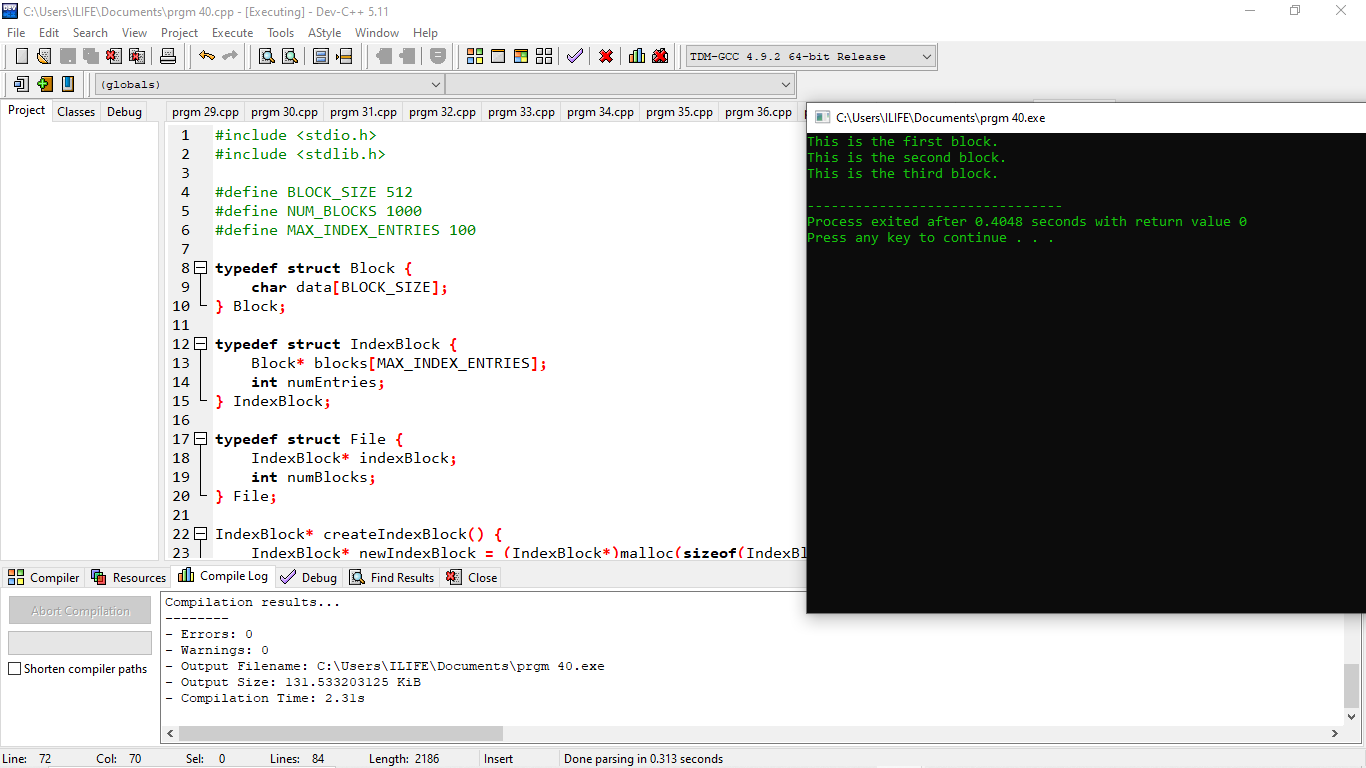 C:\Users\ILIFE\Documents\prgm 40.cpp - [Executing] - Dev-C++ 5.11
File Edit Search View Project Execute Tools AStyle Window Help
TDM-GCC 4.9.2 64-bit Release
(globals)
Project Classes Debug
prgm 29.cpp prgm 30.cpp prgm 31.cpp prgm 32.cpp prgm 33.cpp prgm 34.cpp prgm 35.cpp prgm 36.cpp
1 #include <stdio.h>
2 #include <stdlib.h>
3
4 #define BLOCK_SIZE 512
5 #define NUM_BLOCKS 1000
6 #define MAX_INDEX_ENTRIES 100
7
8 typedef struct Block {
9 char data[BLOCK_SIZE];
10 } Block;
11
12 typedef struct IndexBlock {
13 Block* blocks[MAX_INDEX_ENTRIES];
14 int numEntries;
15 } IndexBlock;
16
17 typedef struct File {
18 IndexBlock* indexBlock;
19 int numBlocks;
20 } File;
21
22 IndexBlock* createIndexBlock() {
23 IndexBlock* newIndexBlock = (IndexBlock*)malloc(sizeof(IndexBl
C:\Users\ILIFE\Documents\prgm 40.exe
This is the first block.
This is the second block.
This is the third block.
--------------------------------
Process exited after 0.4048 seconds with return value 0
Press any key to continue . . .
Compiler Resources Compile Log Debug Find Results Close
Abort Compilation
Shorten compiler paths
Compilation results...
--------
- Errors: 0
- Warnings: 0
- Output Filename: C:\Users\ILIFE\Documents\prgm 40.exe
- Output Size: 131.533203125 KiB
- Compilation Time: 2.31s
Line: 72 Col: 70 Sel: 0 Lines: 84 Length: 2186 Insert Done parsing in 0.313 seconds